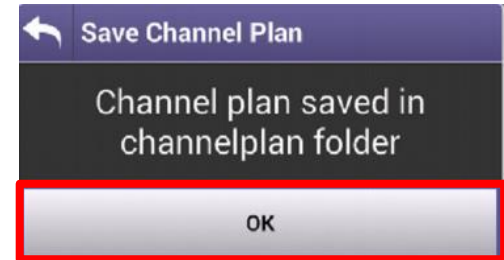 Save Channel Plan
Channel plan saved in
channelplan folder
OK